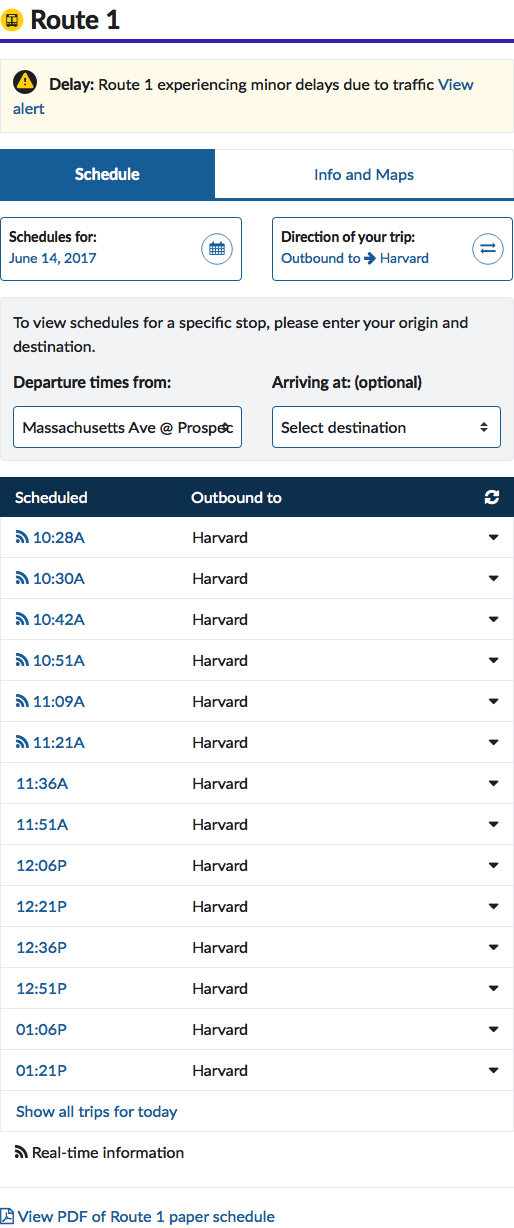 Route 1
Delay: Route 1 experiencing minor delays due to traffic View
alert
Schedule
Info and Maps
Schedules for:
June 14, 2017
Direction of your trip:
Outbound to Harvard
To view schedules for a specific stop, please enter your origin and
destination.
Departure times from:
Arriving at: (optional)
Massachusetts Ave @ Prospec
Select destination
Scheduled Outbound to
10:28A Harvard
10:30A Harvard
10:42A Harvard
10:51A Harvard
11:09A Harvard
11:21A Harvard
11:36A Harvard
11:51A Harvard
12:06P Harvard
12:21P Harvard
12:36P Harvard
12:51P Harvard
01:06P Harvard
01:21P Harvard
Show all trips for today
Real-time information
View PDF of Route 1 paper schedule